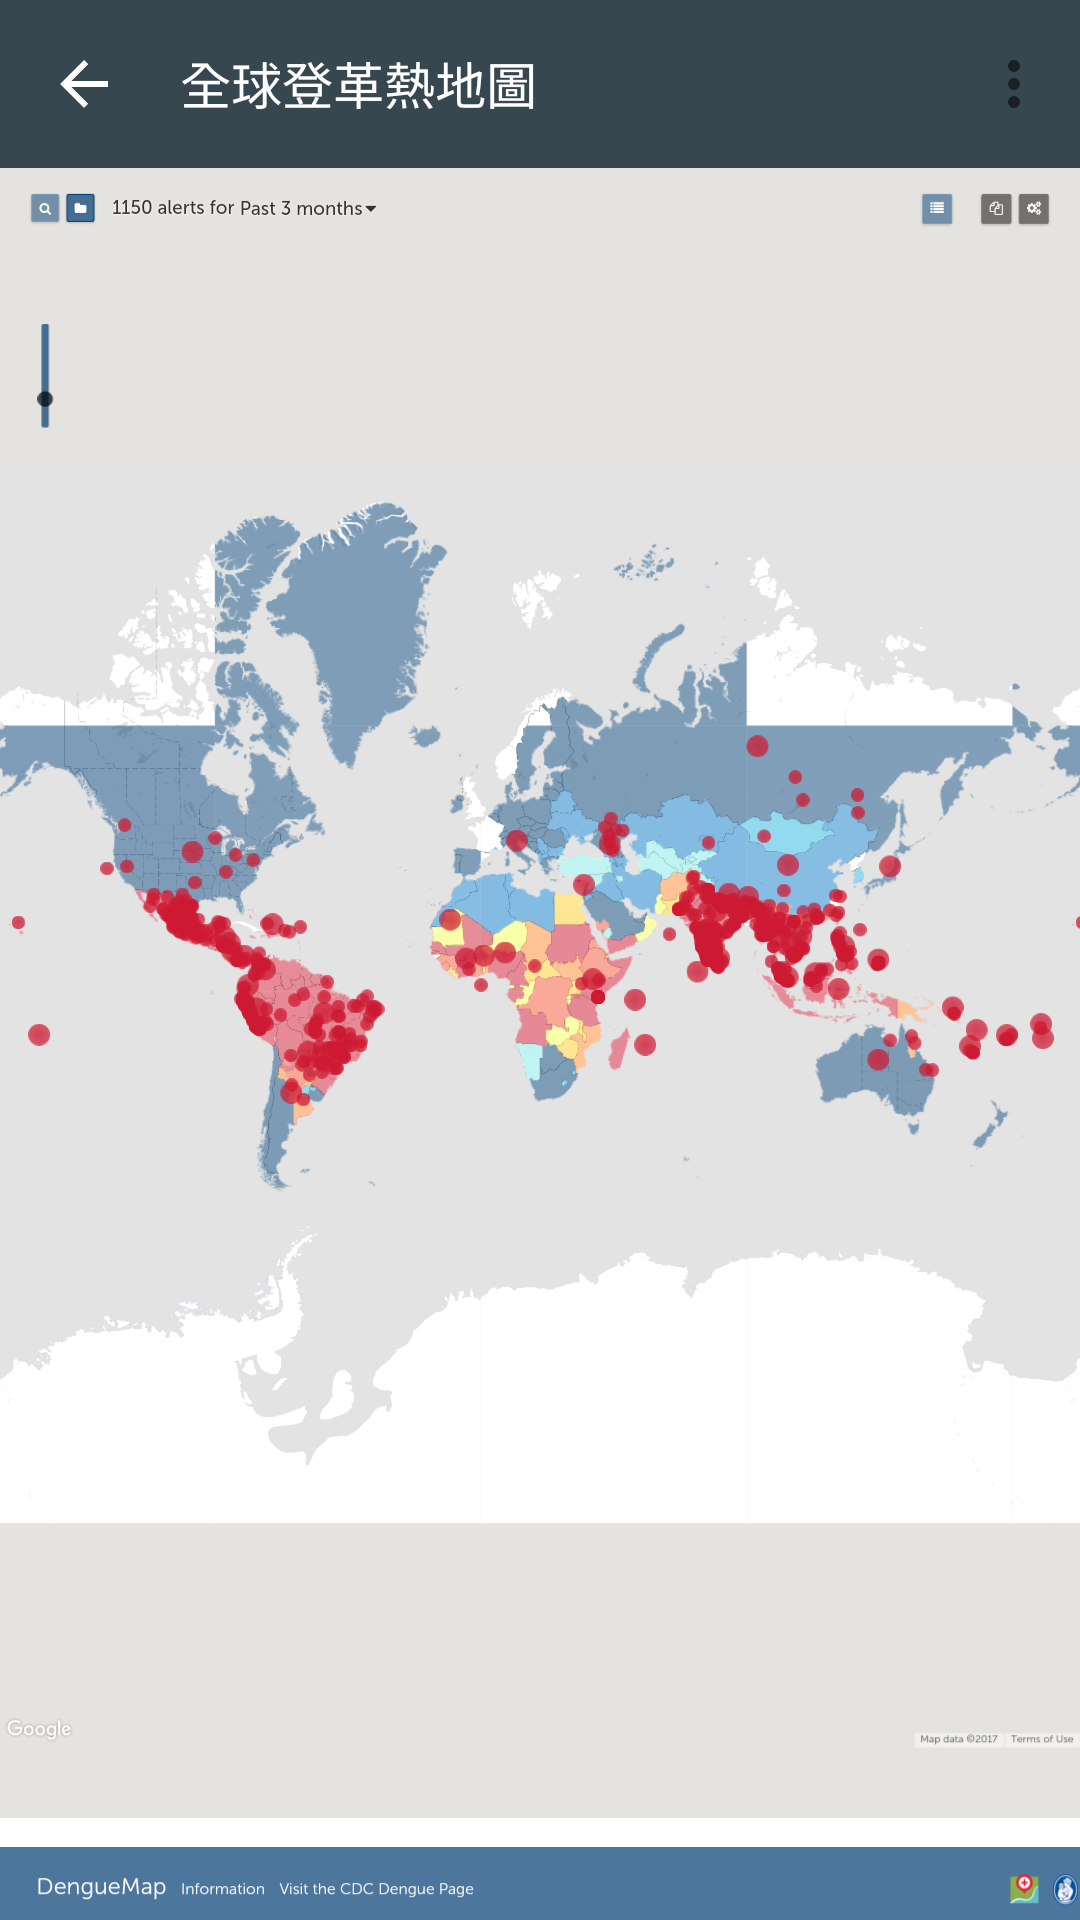 全球登革熱地圖
1150 alerts for Past 3 months
Google
Map data ©2017 Terms of Use
DengueMap Information Visit the CDC Dengue Page